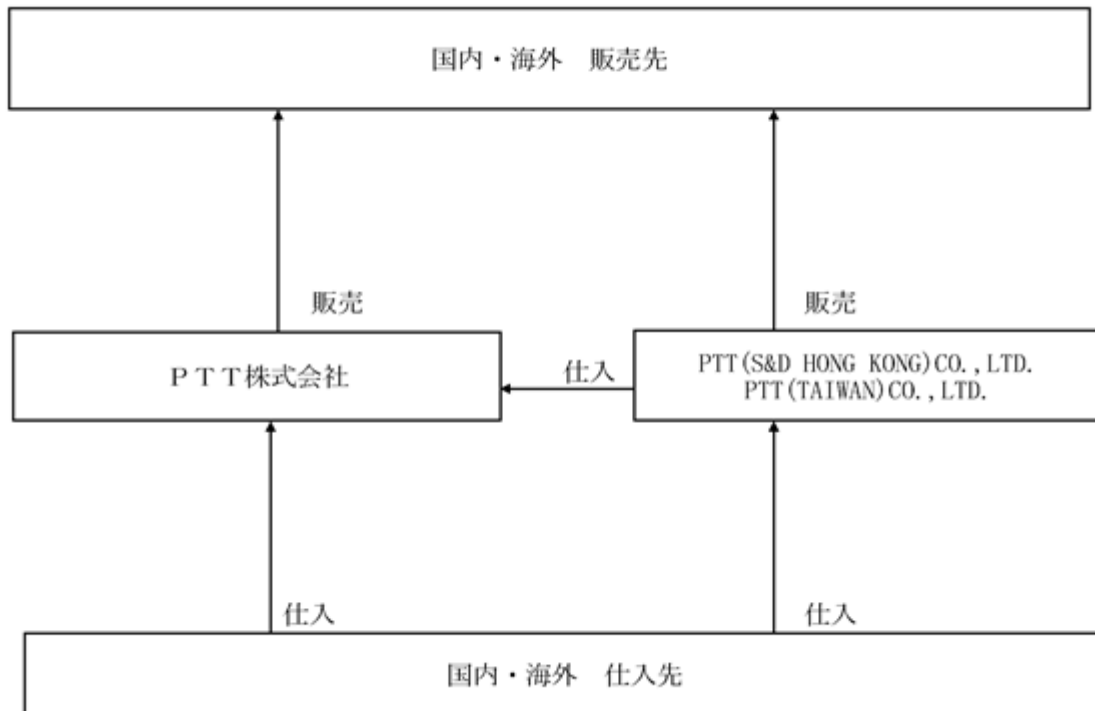 国内・海外　販売先
販売
販売
ＰＴＴ株式会社
仕入
PTT(S&D HONG KONG)CO.,LTD.
PTT(TAIWAN)CO.,LTD.
仕入
仕入
国内・海外　仕入先